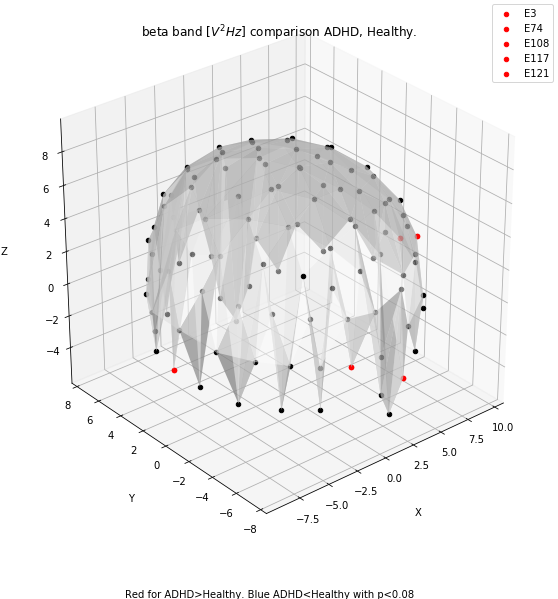 beta band [$V^2Hz$] comparison ADHD, Healthy.
E3
E74
E108
E117
E121
8
6
4
2
0
−2
−4
Z
8
6
4
2
0
−2
−4
−6
−8
Y
−7.5
−5.0
−2.5
0.0
2.5
5.0
7.5
10.0
X
Red for ADHD>Healthy. Blue ADHD<Healthy with p<0.08